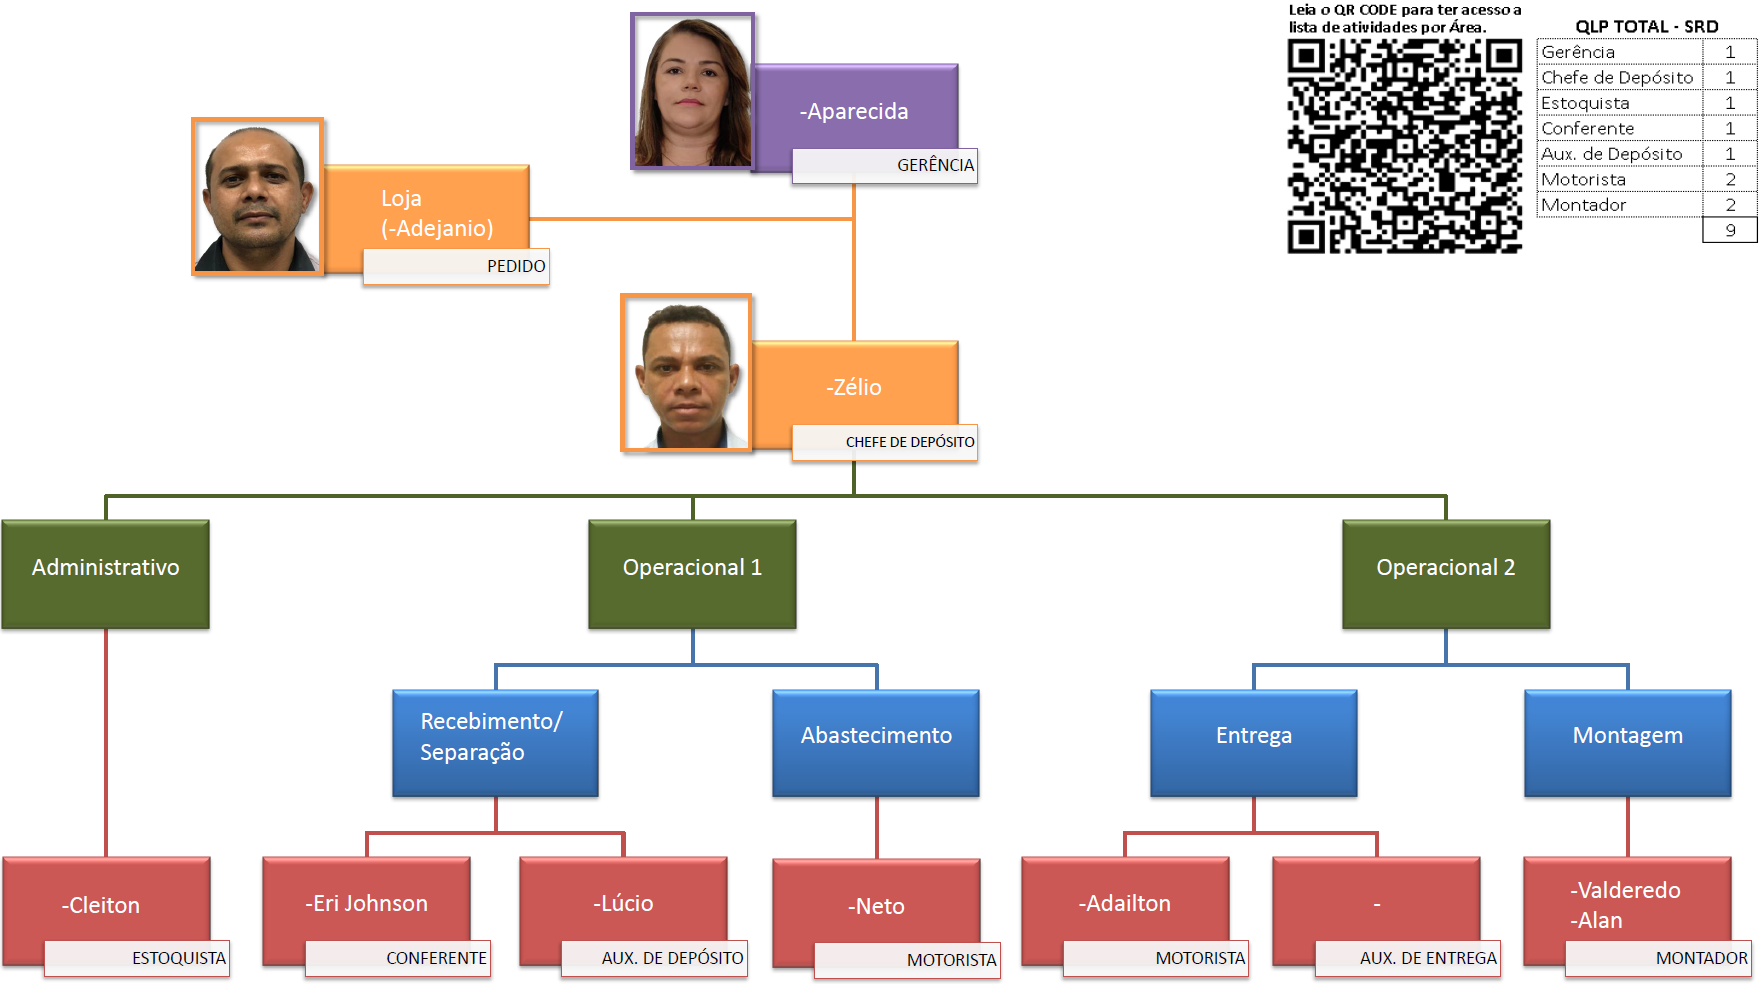 Leia o QR CODE para ter acesso a
lista de atividades por Área.
QLP TOTAL - SRD
Gerência 1
Chefe de Depósito 1
Estoquista 1
Conferente 1
Aux. de Depósito 1
Motorista 2
Montador 2
9
-Aparecida
GERÊNCIA
Loja
(-Adejanio)
PEDIDO
-Zélio
CHEFE DE DEPÓSITO
Administrativo
Operacional 1
Operacional 2
Recebimento/
Separação
Abastecimento
Entrega
Montagem
-Cleiton
ESTOQUISTA
-Eri Johnson
CONFERENTE
-Lúcio
AUX. DE DEPÓSITO
-Neto
MOTORISTA
-Adailton
MOTORISTA
-
AUX. DE ENTREGA
-Valderedo
-Alan
MONTADOR